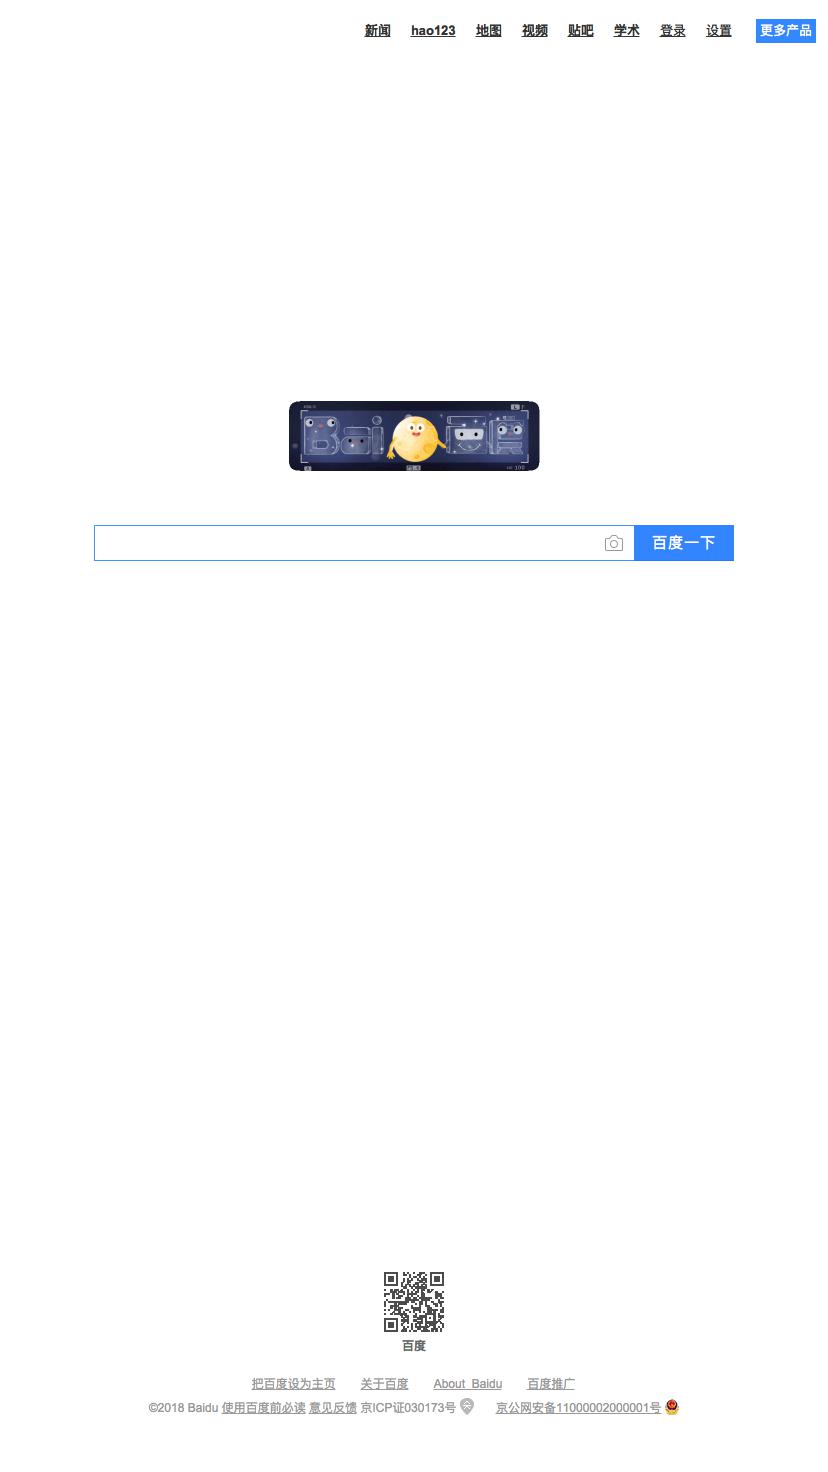 新闻 hao123 地图 视频 贴吧 学术 登录 设置 更多产品
百度一下
百度
把百度设为主页 关于百度 About Baidu 百度推广
©2018 Baidu 使用百度前必读 意见反馈 京ICP证030173号 京公网安备11000002000001号